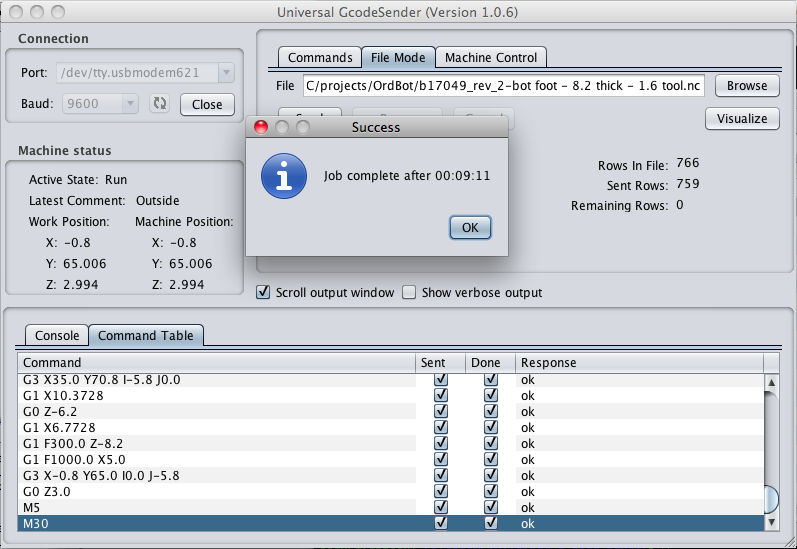 Universal GcodeSender (Version 1.0.6)
Connection
Port: /dev/tty.usbmodem621
Baud: 9600 Close
Machine status
Active State: Run
Latest Comment: Outside
Work Position: Machine Position:
X: -0.8 X: -0.8
Y: 65.006 Y: 65.006
Z: 2.994 Z: 2.994
Commands File Mode Machine Control
File C/projects/OrdBot/b17049_rev_2-bot foot - 8.2 thick - 1.6 tool.nc Browse
Visualize
Rows In File: 766
Sent Rows: 759
Remaining Rows: 0
Success
Job complete after 00:09:11
OK
Scroll output window Show verbose output
Console Command Table
Command Sent Done Response
G3 X35.0 Y70.8 I-5.8 J0.0 ok
G1 X10.3728 ok
G0 Z-6.2 ok
G1 X6.7728 ok
G1 F300.0 Z-8.2 ok
G1 F1000.0 X5.0 ok
G3 X-0.8 Y65.0 I0.0 J-5.8 ok
G0 Z3.0 ok
M5 ok
M30 ok